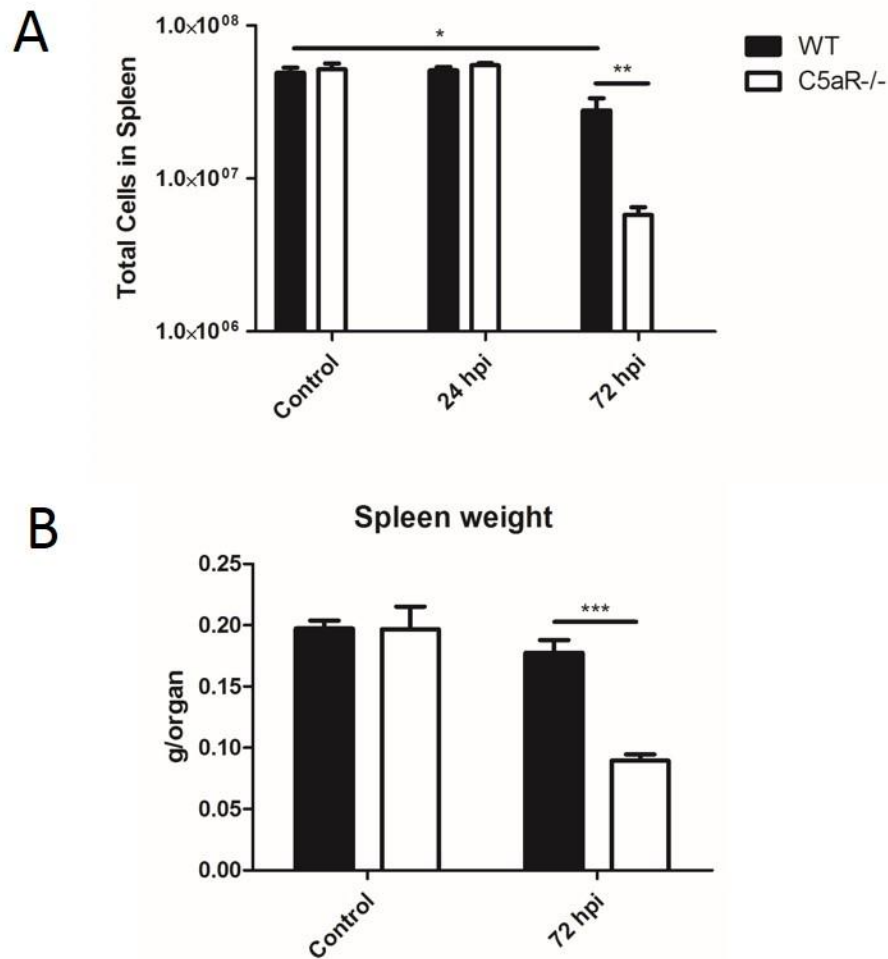 A
1.0×10⁰⁸
1.0×10⁰⁷
1.0×10⁰⁶
Total Cells in Spleen
*
**
WT
C5aR-/-
Control
24 hpi
72 hpi
B
Spleen weight
0.25
0.20
0.15
0.10
0.05
0.00
g/organ
***
Control
72 hpi